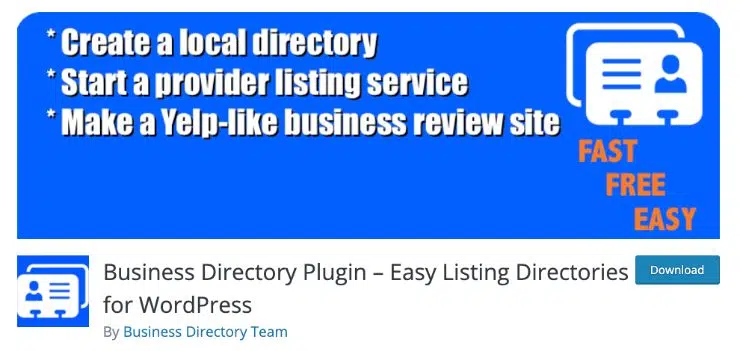 * Create a local directory
* Start a provider listing service
* Make a Yelp-like business review site
FAST
FREE
EASY
Business Directory Plugin – Easy Listing Directories
for WordPress
Download
By Business Directory Team